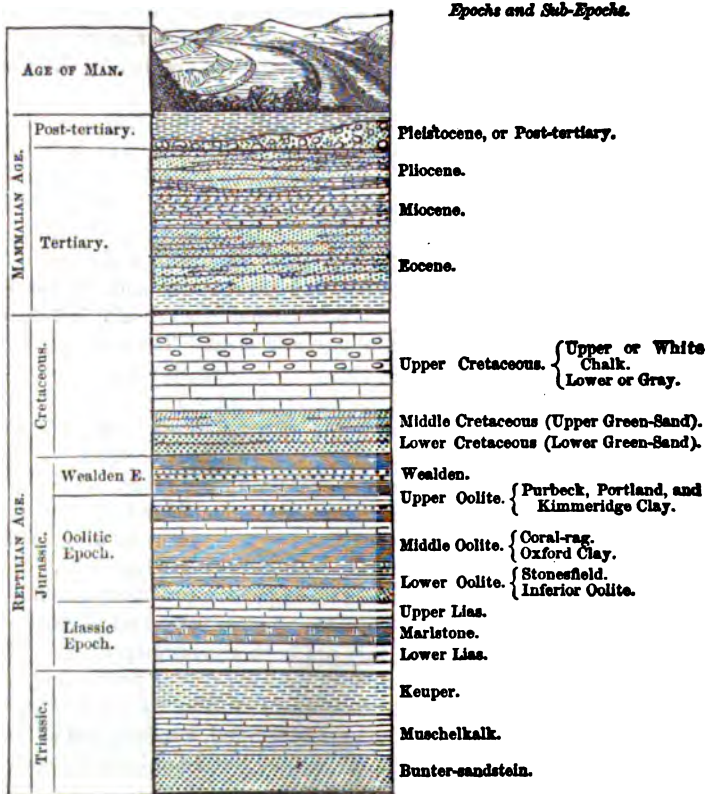 Epochs and Sub-Epochs.
AGE OF MAN.
MAMMALIAN AGE.
Post-tertiary.
Pleistocene, or Post-tertiary.
Tertiary.
Pliocene.
Miocene.
Eocene.
REPTILIAN AGE.
Cretaceous.
Upper Cretaceous.
Upper or White
Chalk.
Lower or Gray.
Middle Cretaceous (Upper Green-Sand).
Lower Cretaceous (Lower Green-Sand).
Jurassic.
Wealden E.
Wealden.
Oolitic
Epoch.
Upper Oolite.
Purbeck, Portland, and
Kimmeridge Clay.
Middle Oolite.
Coral-rag.
Oxford Clay.
Lower Oolite.
Stonesfield.
Inferior Oolite.
Liassic
Epoch.
Upper Lias.
Marlstone.
Lower Lias.
Triassic.
Keuper.
Muschelkalk.
Bunter-sandstein.